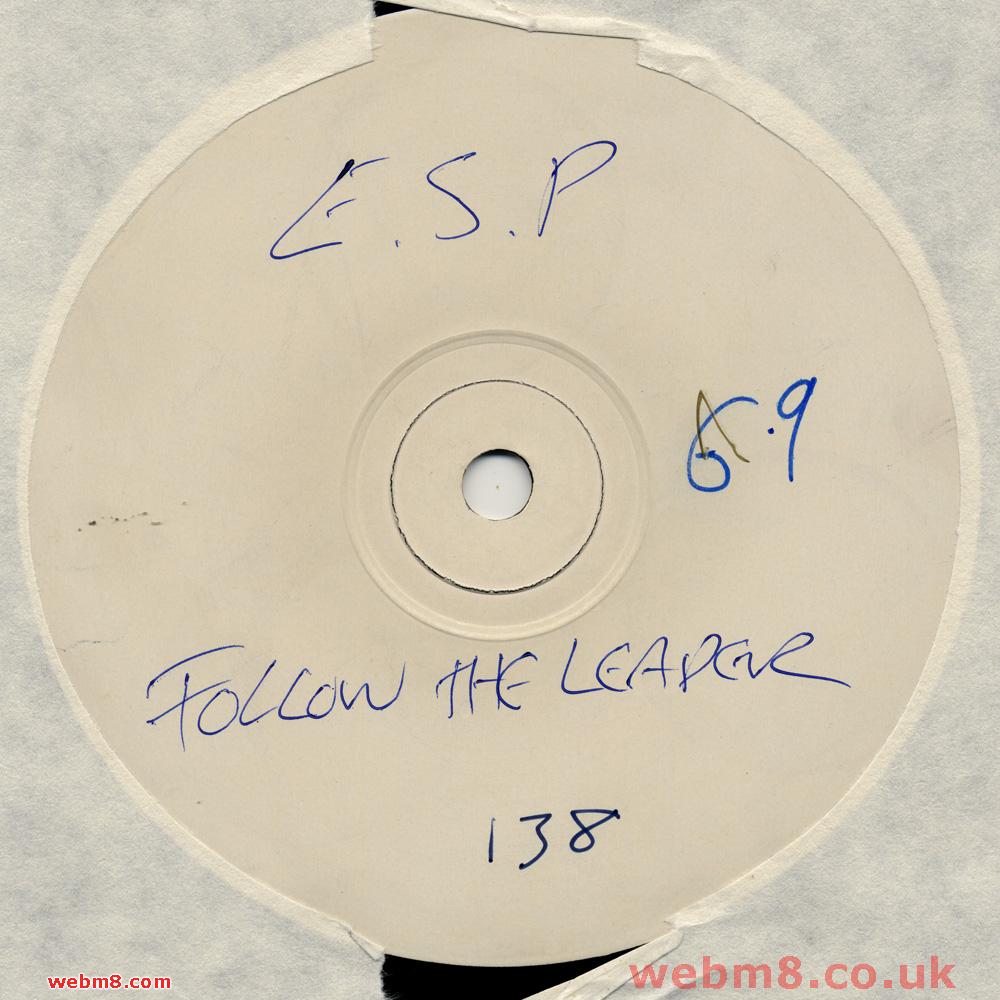 E.S.P
A
6.9
FOLLOW THE LEADER
138
webm8.com
webm8.co.uk